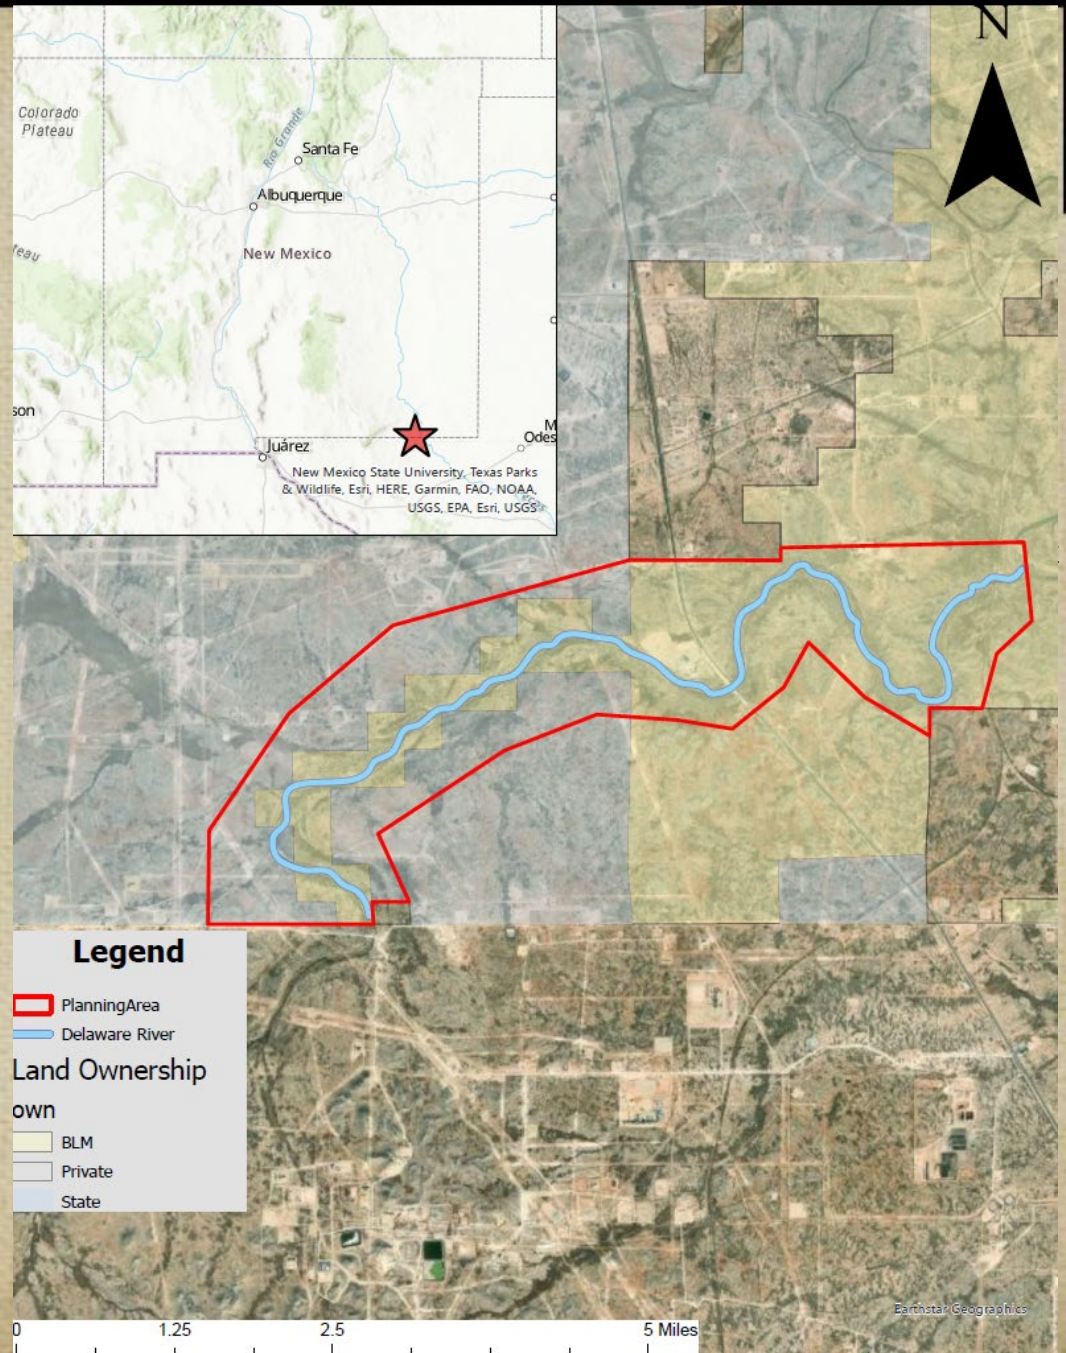 N
Colorado
Plateau
Rio Grande
Santa Fe
Albuquerque
New Mexico
teau
son
Juárez
M
Odes
New Mexico State University, Texas Parks
& Wildlife, Esri, HERE, Garmin, FAO, NOAA,
USGS, EPA, Esri, USGS
Legend
PlanningArea
Delaware River
Land Ownership
own
BLM
Private
State
Earthstar Geographics
0 1.25 2.5 5 Miles